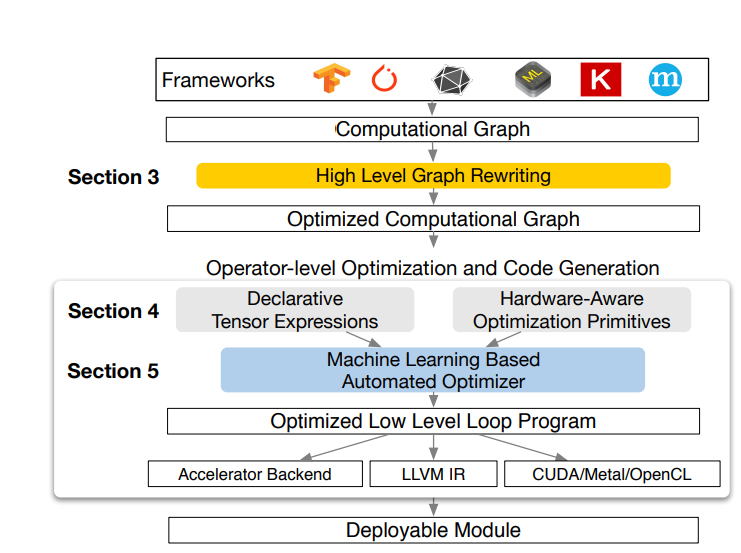 Frameworks
ML
K
m
Computational Graph
Section 3
High Level Graph Rewriting
Optimized Computational Graph
Operator-level Optimization and Code Generation
Section 4
Declarative
Tensor Expressions
Hardware-Aware
Optimization Primitives
Section 5
Machine Learning Based
Automated Optimizer
Optimized Low Level Loop Program
Accelerator Backend
LLVM IR
CUDA/Metal/OpenCL
Deployable Module